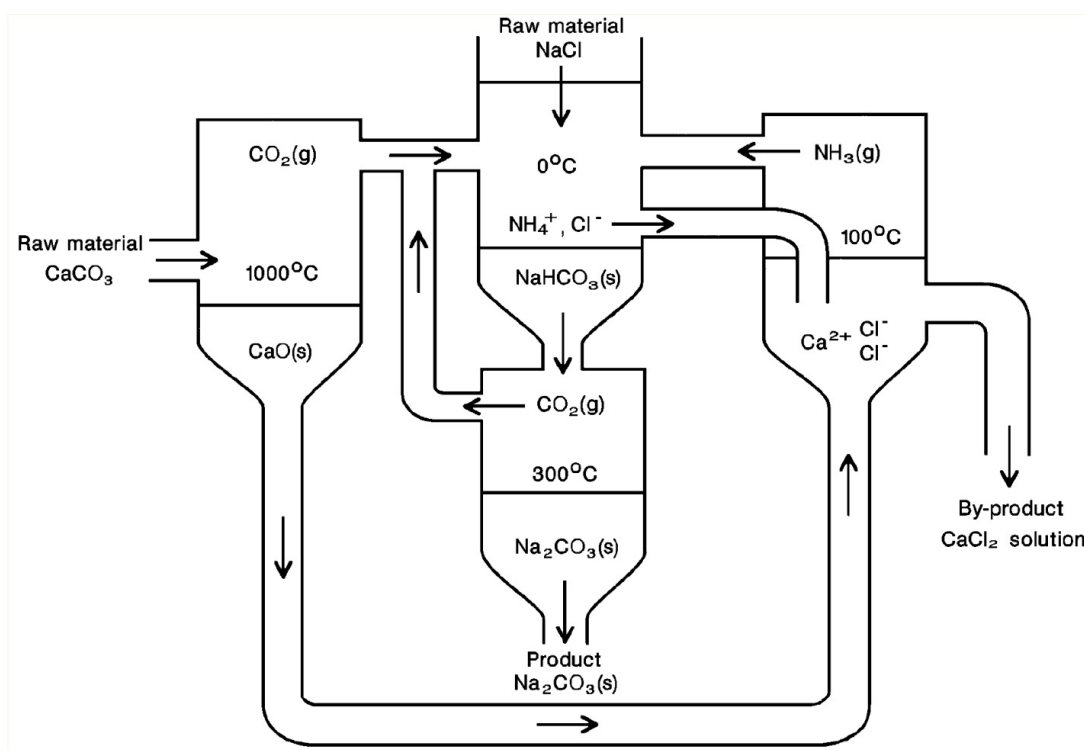 Raw material
NaCl
CO₂(g)
0°C
NH₃(g)
NH₄⁺, Cl⁻
100°C
Raw material
CaCO₃
1000°C
NaHCO₃(s)
CaO(s)
Ca²⁺ Cl⁻
Cl⁻
CO₂(g)
300°C
By-product
CaCl₂ solution
Na₂CO₃(s)
Product
Na₂CO₃(s)